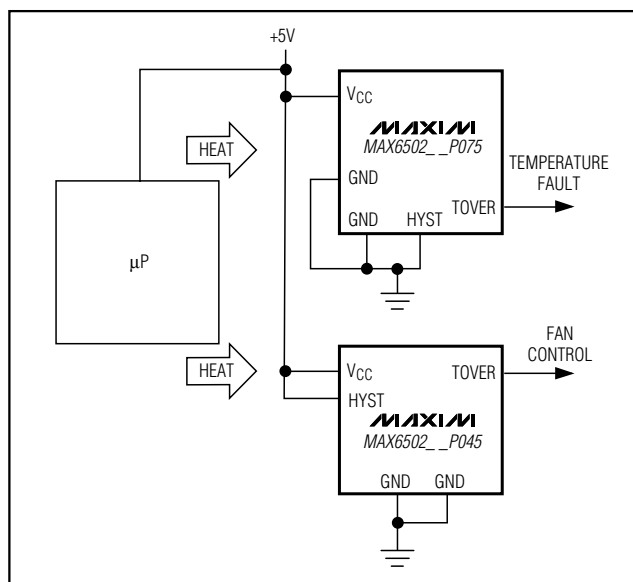 +5V
HEAT
VCC
MAXIM
MAX6502_ _P075
GND
GND
HYST
TOVER
TEMPERATURE
FAULT
µP
HEAT
VCC
HYST
TOVER
MAXIM
MAX6502_ _P045
GND
GND
FAN
CONTROL